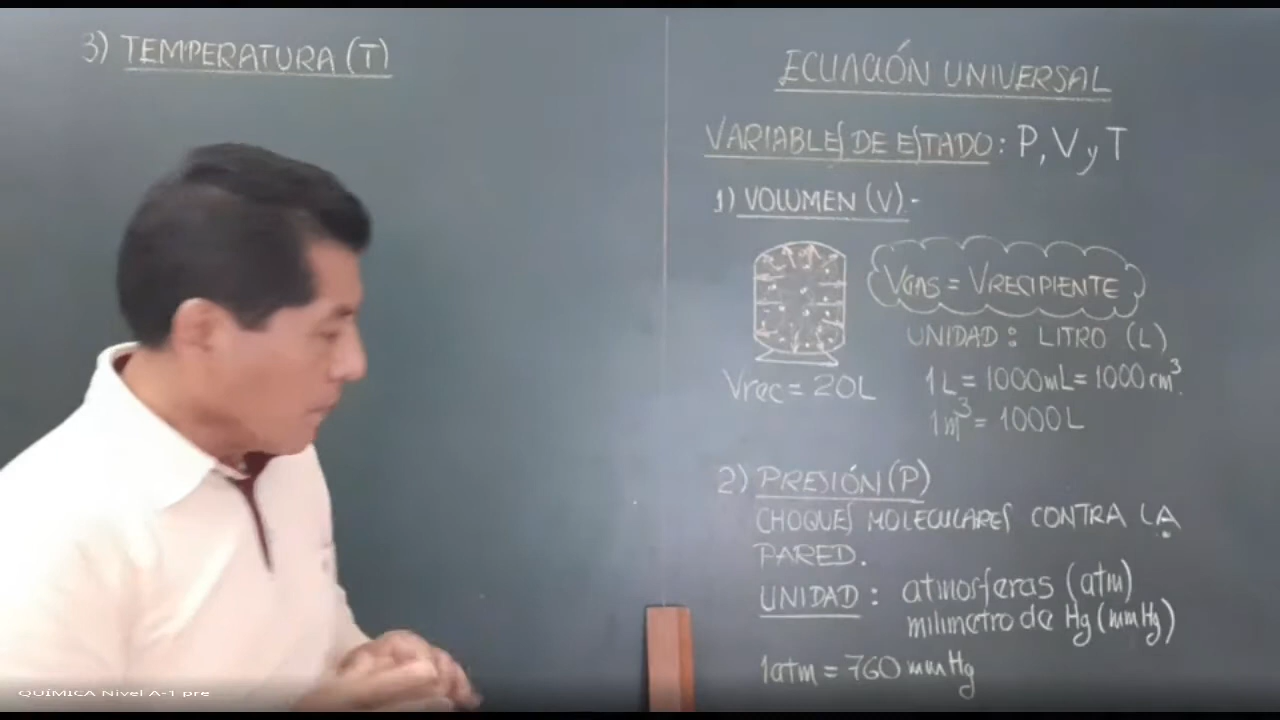 3) TEMPERATURA (T)
ECUACIÓN UNIVERSAL
VARIABLES DE ESTADO: P, V y T
1) VOLUMEN (V).-
VGAS = VRECIPIENTE
UNIDAD: LITRO (L)
Vrec = 20L
1L = 1000mL = 1000cm³.
1m³ = 1000L
2) PRESIÓN (P)
CHOQUES MOLECULARES CONTRA LA
PARED.
UNIDAD: atmosferas (atm)
milimetro de Hg (mmHg)
1atm = 760 mmHg
QUÍMICA Nivel A-1 pre